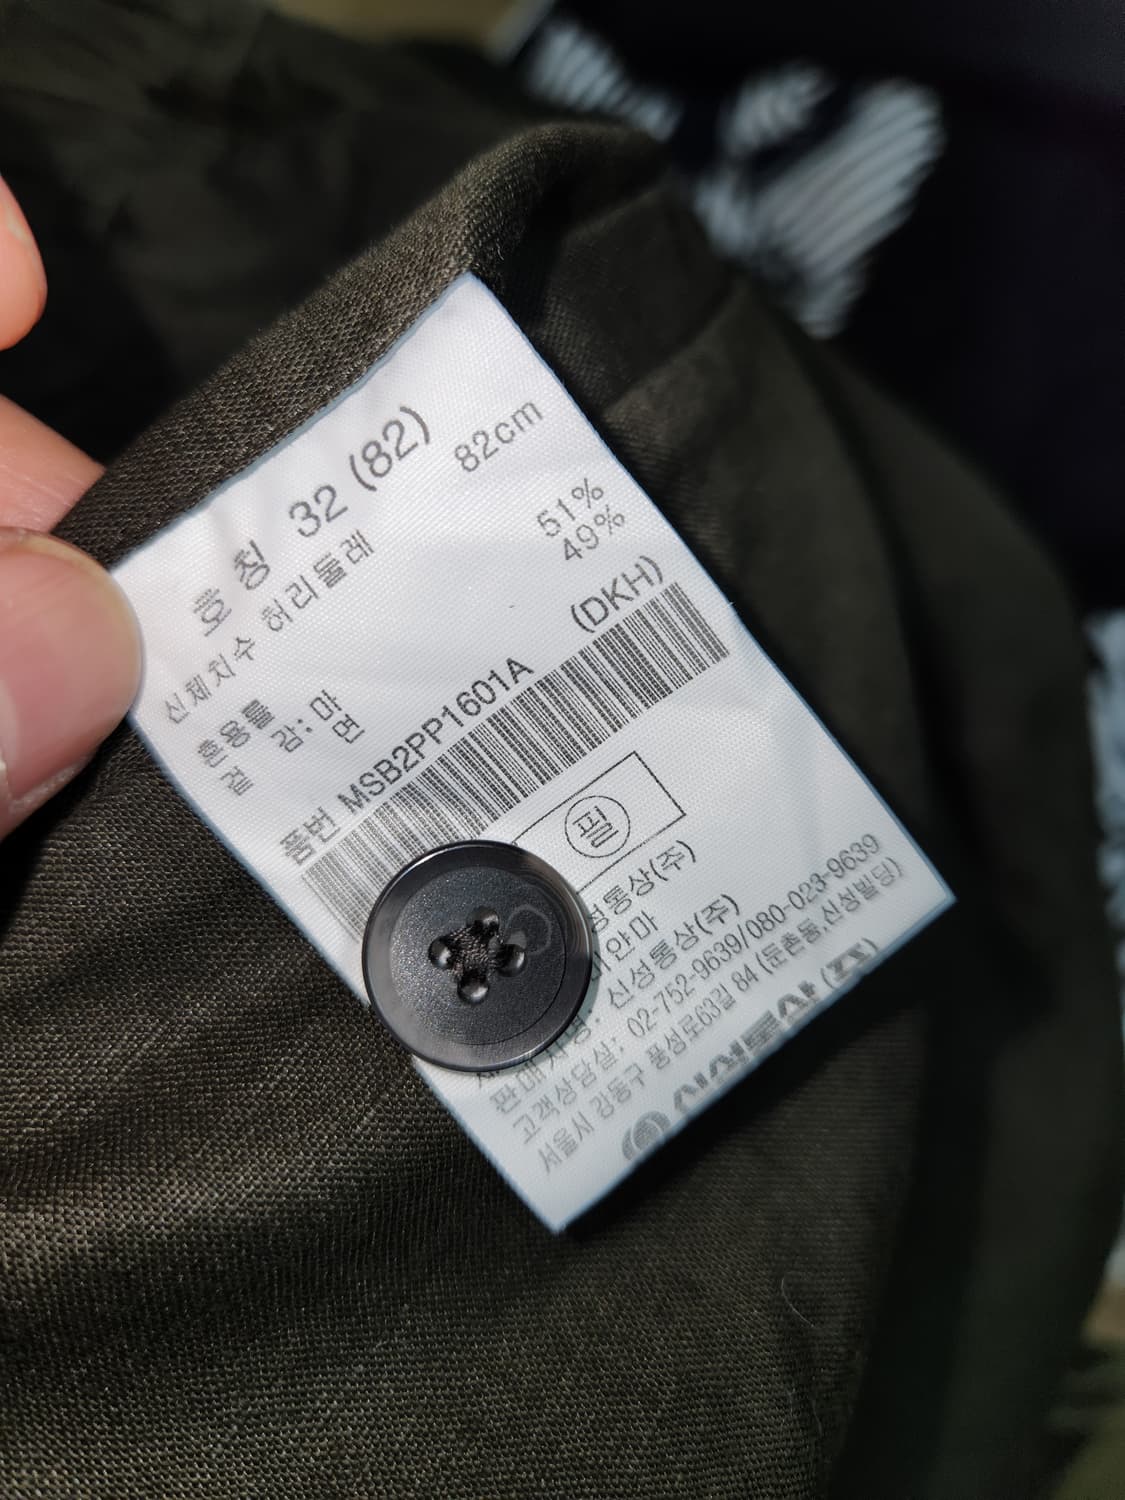 호칭 32 (82)
신체치수 허리둘레 82cm
혼용률
겉감: 마 51%
면 49%
품번 MSB2PP1601A (DKH)
필
성통상(주)
얀마
판매자명: 신성통상(주)
고객상담실: 02-752-9639/080-023-9639
서울시 강동구 풍성로63길 84 (둔촌동,신성빌딩)
신성통상(주)